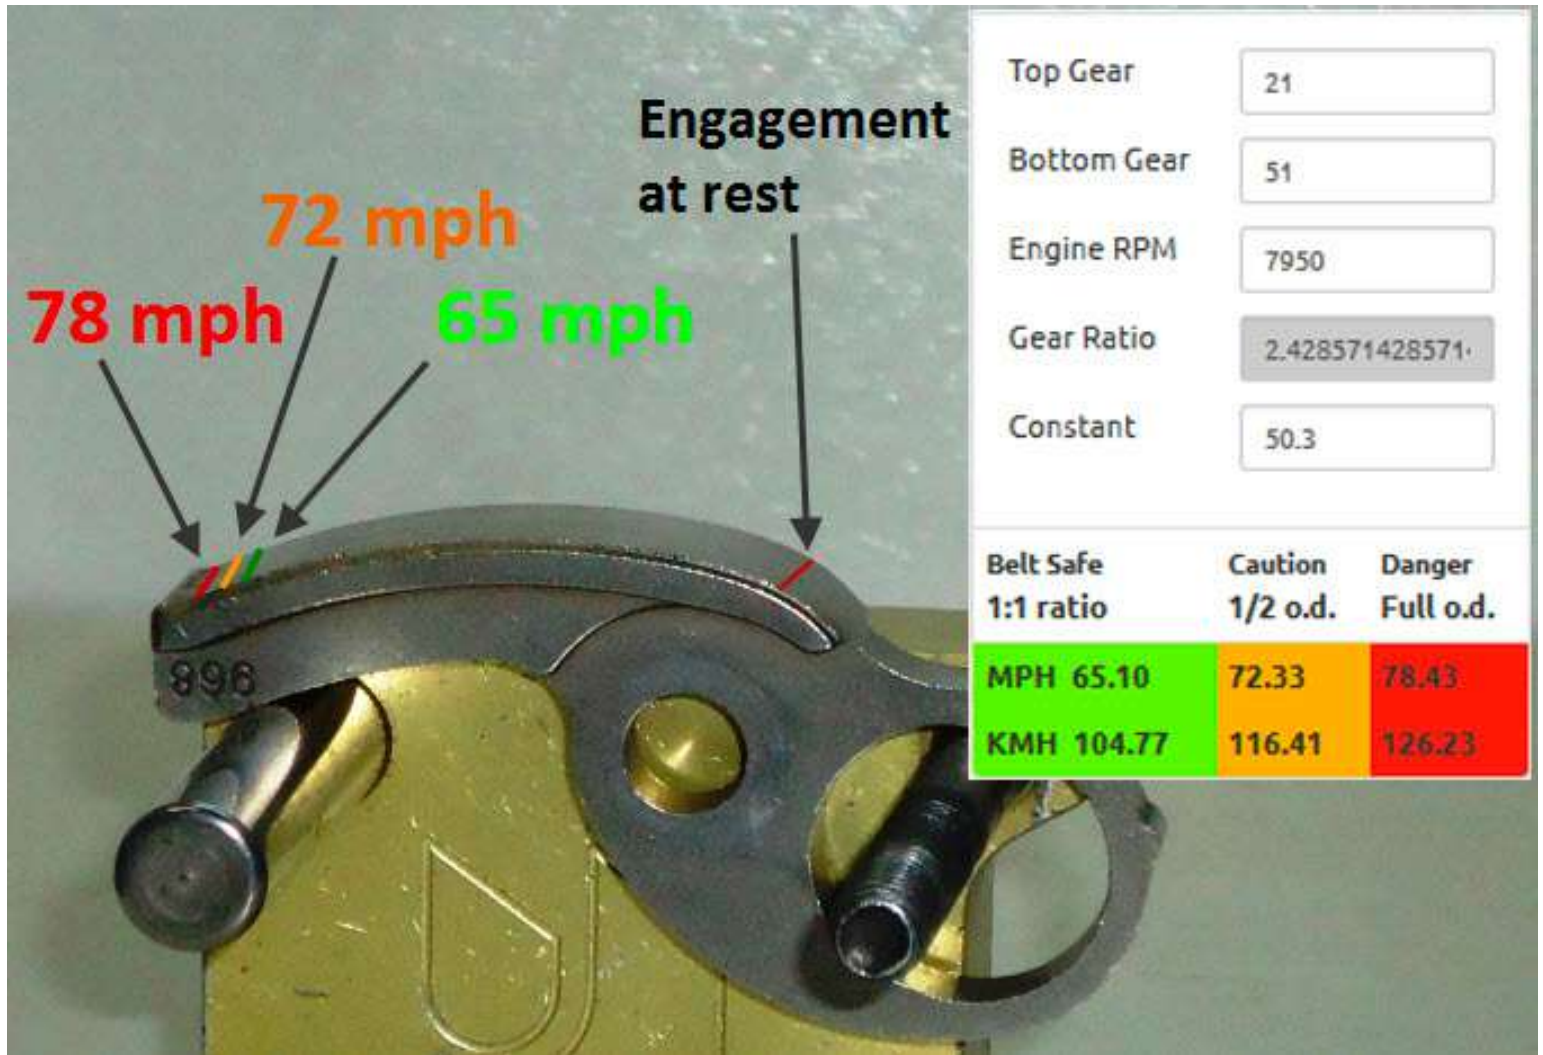 Engagement
at rest
72 mph
78 mph
65 mph
896
Top Gear
21
Bottom Gear
51
Engine RPM
7950
Gear Ratio
2.428571428571
Constant
50.3
Belt Safe Caution Danger
1:1 ratio 1/2 o.d. Full o.d.
MPH 65.10 72.33 78.43
KMH 104.77 116.41 126.23